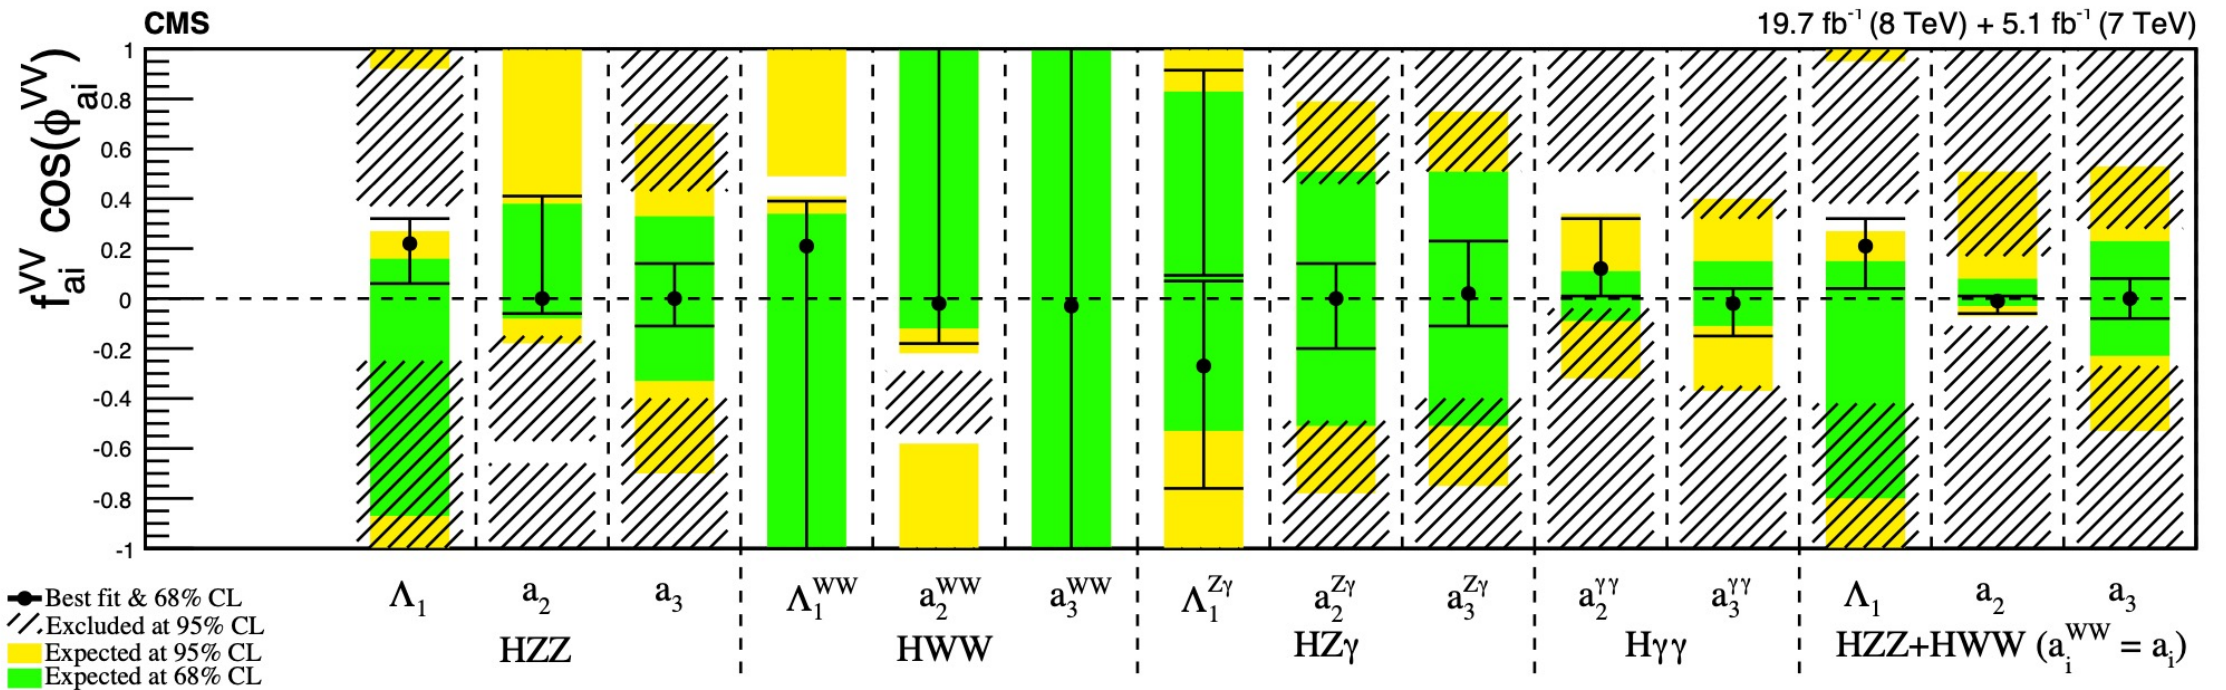 CMS 19.7 fb⁻¹ (8 TeV) + 5.1 fb⁻¹ (7 TeV)
f_ai^VV cos(ϕ_ai^VV)
1
0.8
0.6
0.4
0.2
0
-0.2
-0.4
-0.6
-0.8
-1
Λ₁ a₂ a₃ Λ₁^WW a₂^WW a₃^WW Λ₁^Zγ a₂^Zγ a₃^Zγ a₂^γγ a₃^γγ Λ₁ a₂ a₃
HZZ HWW HZγ Hγγ HZZ+HWW (a_i^WW = a_i)
Best fit & 68% CL
Excluded at 95% CL
Expected at 95% CL
Expected at 68% CL